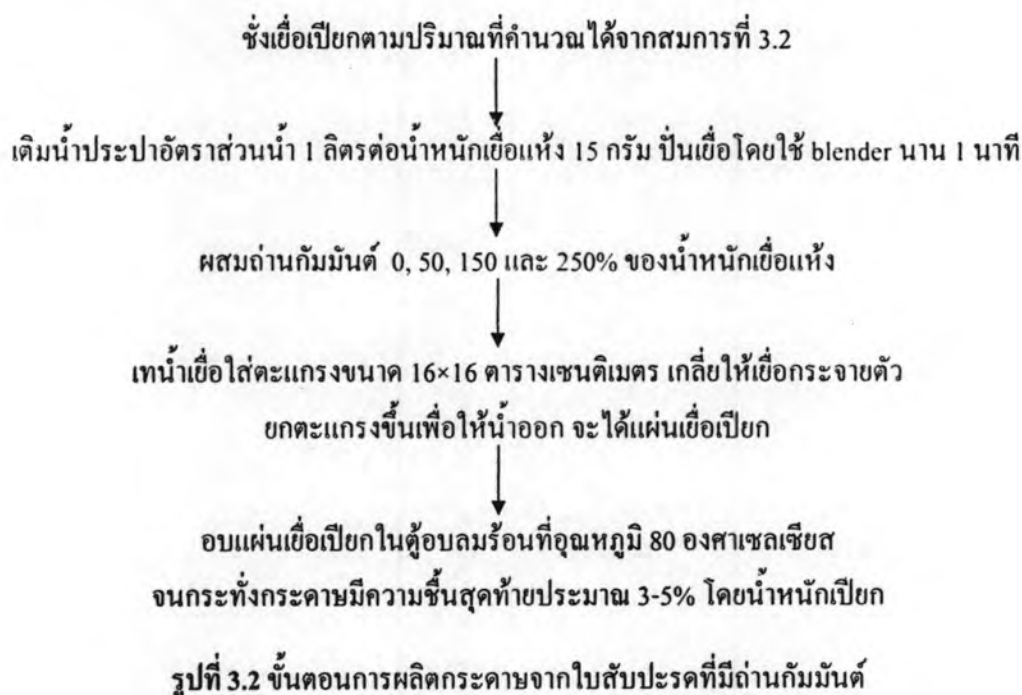 ชั่งเยื่อเปียกตามปริมาณที่คำนวณได้จากสมการที่ 3.2
เติมน้ำประปาอัตราส่วนน้ำ 1 ลิตรต่อน้ำหนักเยื่อแห้ง 15 กรัม ปั่นเยื่อโดยใช้ blender นาน 1 นาที
ผสมถ่านกัมมันต์ 0, 50, 150 และ 250% ของน้ำหนักเยื่อแห้ง
เทน้ำเยื่อใส่ตะแกรงขนาด 16×16 ตารางเซนติเมตร เกลี่ยให้เยื่อกระจายตัว
ยกตะแกรงขึ้นเพื่อให้น้ำออก จะได้แผ่นเยื่อเปียก
อบแผ่นเยื่อเปียกในตู้อบลมร้อนที่อุณหภูมิ 80 องศาเซลเซียส
จนกระทั่งกระดาษมีความชื้นสุดท้ายประมาณ 3-5% โดยน้ำหนักเปียก
รูปที่ 3.2 ขั้นตอนการผลิตกระดาษจากใบสับปะรดที่มีถ่านกัมมันต์